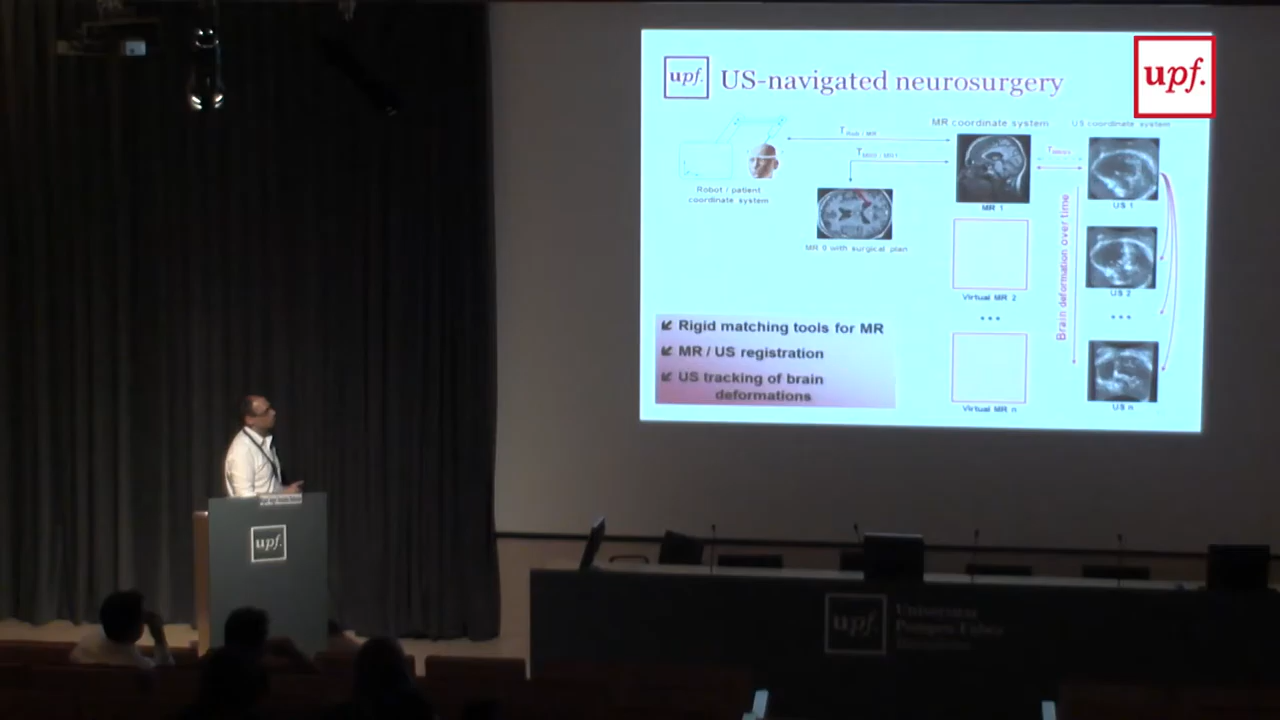 upf. US-navigated neurosurgery
upf.
MR coordinate system
US coordinate system
T Rob / MR
Robot / patient
coordinate system
MR 0 with surgical plan
MR 1
US 1
Virtual MR 2
US 2
Brain deformation over time
Virtual MR n
US n
Rigid matching tools for MR
MR / US registration
US tracking of brain
deformations
upf.
upf.
Universitat
Pompeu Fabra